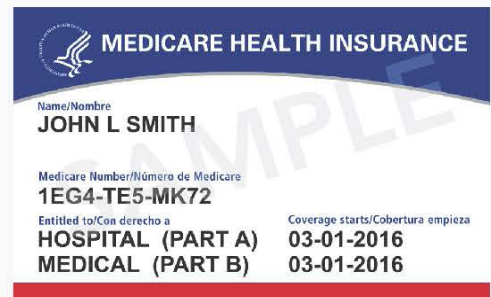 MEDICARE HEALTH INSURANCE
SAMPLE
Name/Nombre
JOHN L SMITH
Medicare Number/Número de Medicare
1EG4-TE5-MK72
Entitled to/Con derecho a Coverage starts/Cobertura empieza
HOSPITAL (PART A) 03-01-2016
MEDICAL (PART B) 03-01-2016